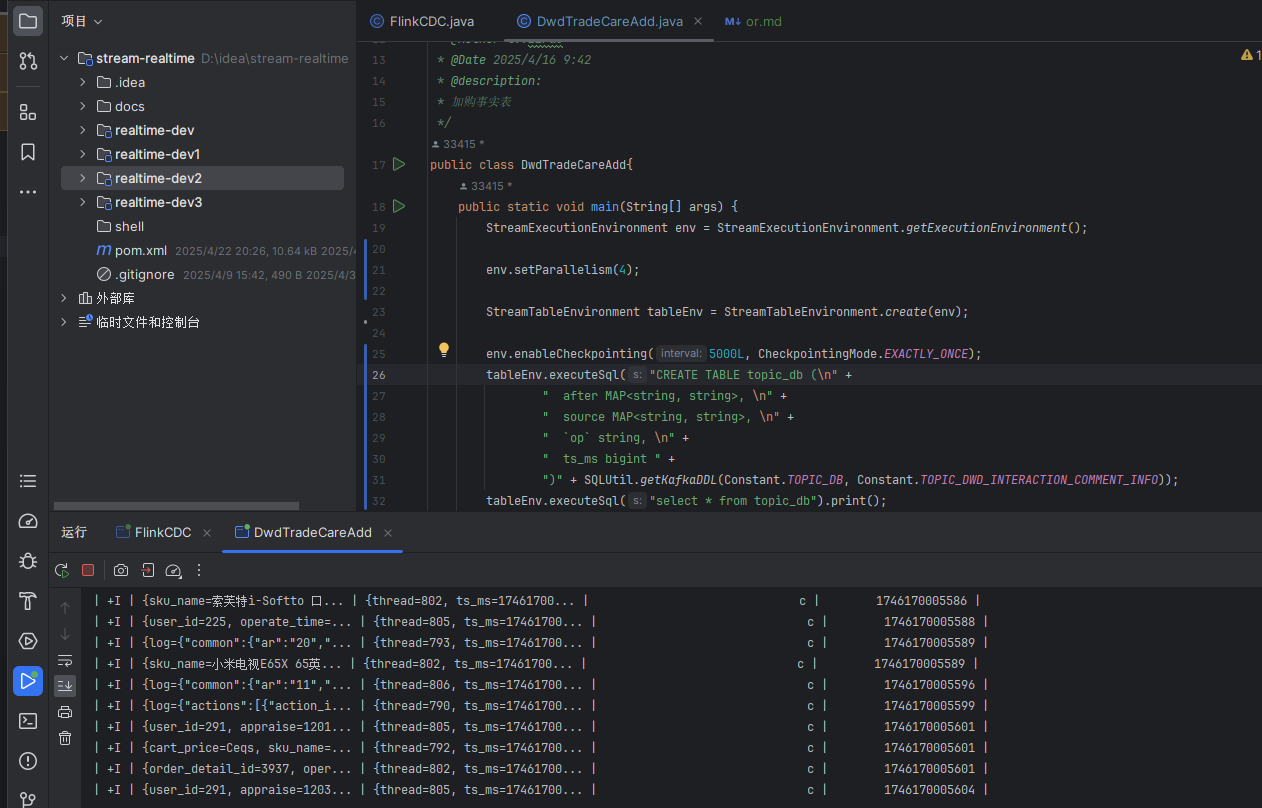 项目
FlinkCDC.java
DwdTradeCareAdd.java
M↓ or.md
stream-realtime D:\idea\stream-realtime
.idea
docs
realtime-dev
realtime-dev1
realtime-dev2
realtime-dev3
shell
m pom.xml 2025/4/22 20:26, 10.64 kB 2025/4
.gitignore 2025/4/9 15:42, 490 B 2025/4/3
外部库
临时文件和控制台
1
13 * @Date 2025/4/16 9:42
14 * @description:
15 * 加购事实表
16 */
33415 *
17 public class DwdTradeCareAdd{
33415 *
18 public static void main(String[] args) {
19 StreamExecutionEnvironment env = StreamExecutionEnvironment.getExecutionEnvironment();
20
21 env.setParallelism(4);
22
23 StreamTableEnvironment tableEnv = StreamTableEnvironment.create(env);
24
25 env.enableCheckpointing( interval: 5000L, CheckpointingMode.EXACTLY_ONCE);
26 tableEnv.executeSql( s: "CREATE TABLE topic_db (\n" +
27 "  after MAP<string, string>, \n" +
28 "  source MAP<string, string>, \n" +
29 "  `op` string, \n" +
30 "  ts_ms bigint " +
31 ")" + SQLUtil.getKafkaDDL(Constant.TOPIC_DB, Constant.TOPIC_DWD_INTERACTION_COMMENT_INFO));
32 tableEnv.executeSql( s: "select * from topic_db").print();
运行
FlinkCDC
DwdTradeCareAdd
| +I | {sku_name=索芙特i-Softto 口... | {thread=802, ts_ms=17461700... | c | 1746170005586 |
| +I | {user_id=225, operate_time=... | {thread=805, ts_ms=17461700... | c | 1746170005588 |
| +I | {log={"common":{"ar":"20","... | {thread=793, ts_ms=17461700... | c | 1746170005589 |
| +I | {sku_name=小米电视E65X 65英... | {thread=802, ts_ms=17461700... | c | 1746170005589 |
| +I | {log={"common":{"ar":"11","... | {thread=806, ts_ms=17461700... | c | 1746170005596 |
| +I | {log={"actions":[{"action_i... | {thread=790, ts_ms=17461700... | c | 1746170005599 |
| +I | {user_id=291, appraise=1201... | {thread=805, ts_ms=17461700... | c | 1746170005601 |
| +I | {cart_price=Ceqs, sku_name=... | {thread=792, ts_ms=17461700... | c | 1746170005601 |
| +I | {order_detail_id=3937, oper... | {thread=802, ts_ms=17461700... | c | 1746170005601 |
| +I | {user_id=291, appraise=1203... | {thread=805, ts_ms=17461700... | c | 1746170005604 |